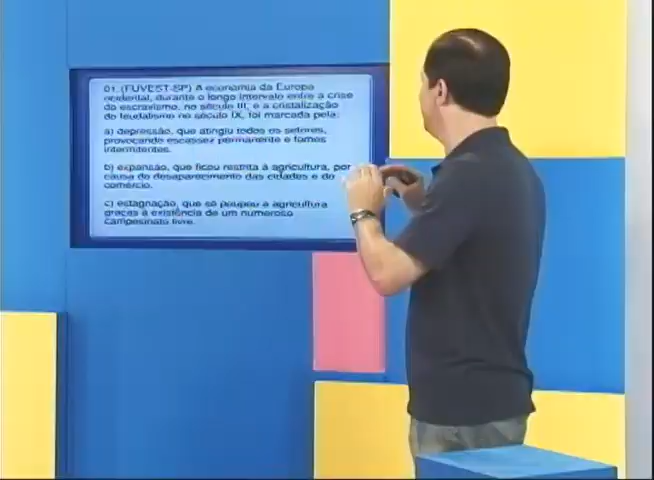 01. (FUVEST-SP) A economia da Europa
ocidental, durante o longo intervalo entre a crise
do escravismo, no século III, e a cristalização
do feudalismo no século IX, foi marcada pela:
a) depressão, que atingiu todos os setores,
provocando escassez permanente e fomes
intermitentes.
b) expansão, que ficou restrita à agricultura, por
causa do desaparecimento das cidades e do
comércio.
c) estagnação, que só poupou a agricultura
graças à existência de um numeroso
campesinato livre.